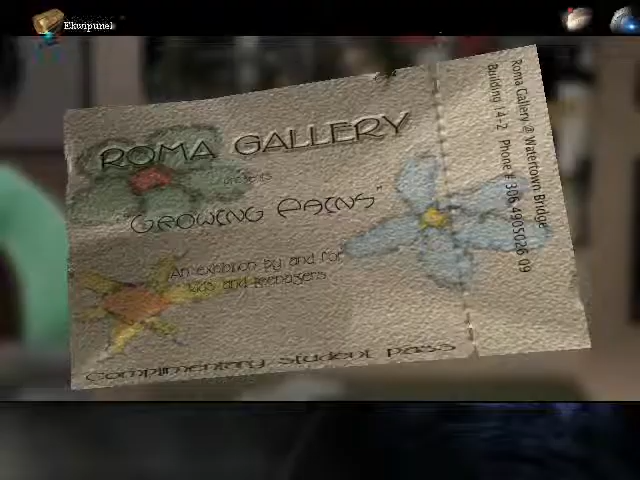 Ekwipunek
ROMA GALLERY
presents
"GROWING PAINS"
An exhibition by and for
kids and teenagers
Complimentary student pass
Roma Gallery @ Watertown Bridge
Building 14-2 Phone # 306 4905026 09